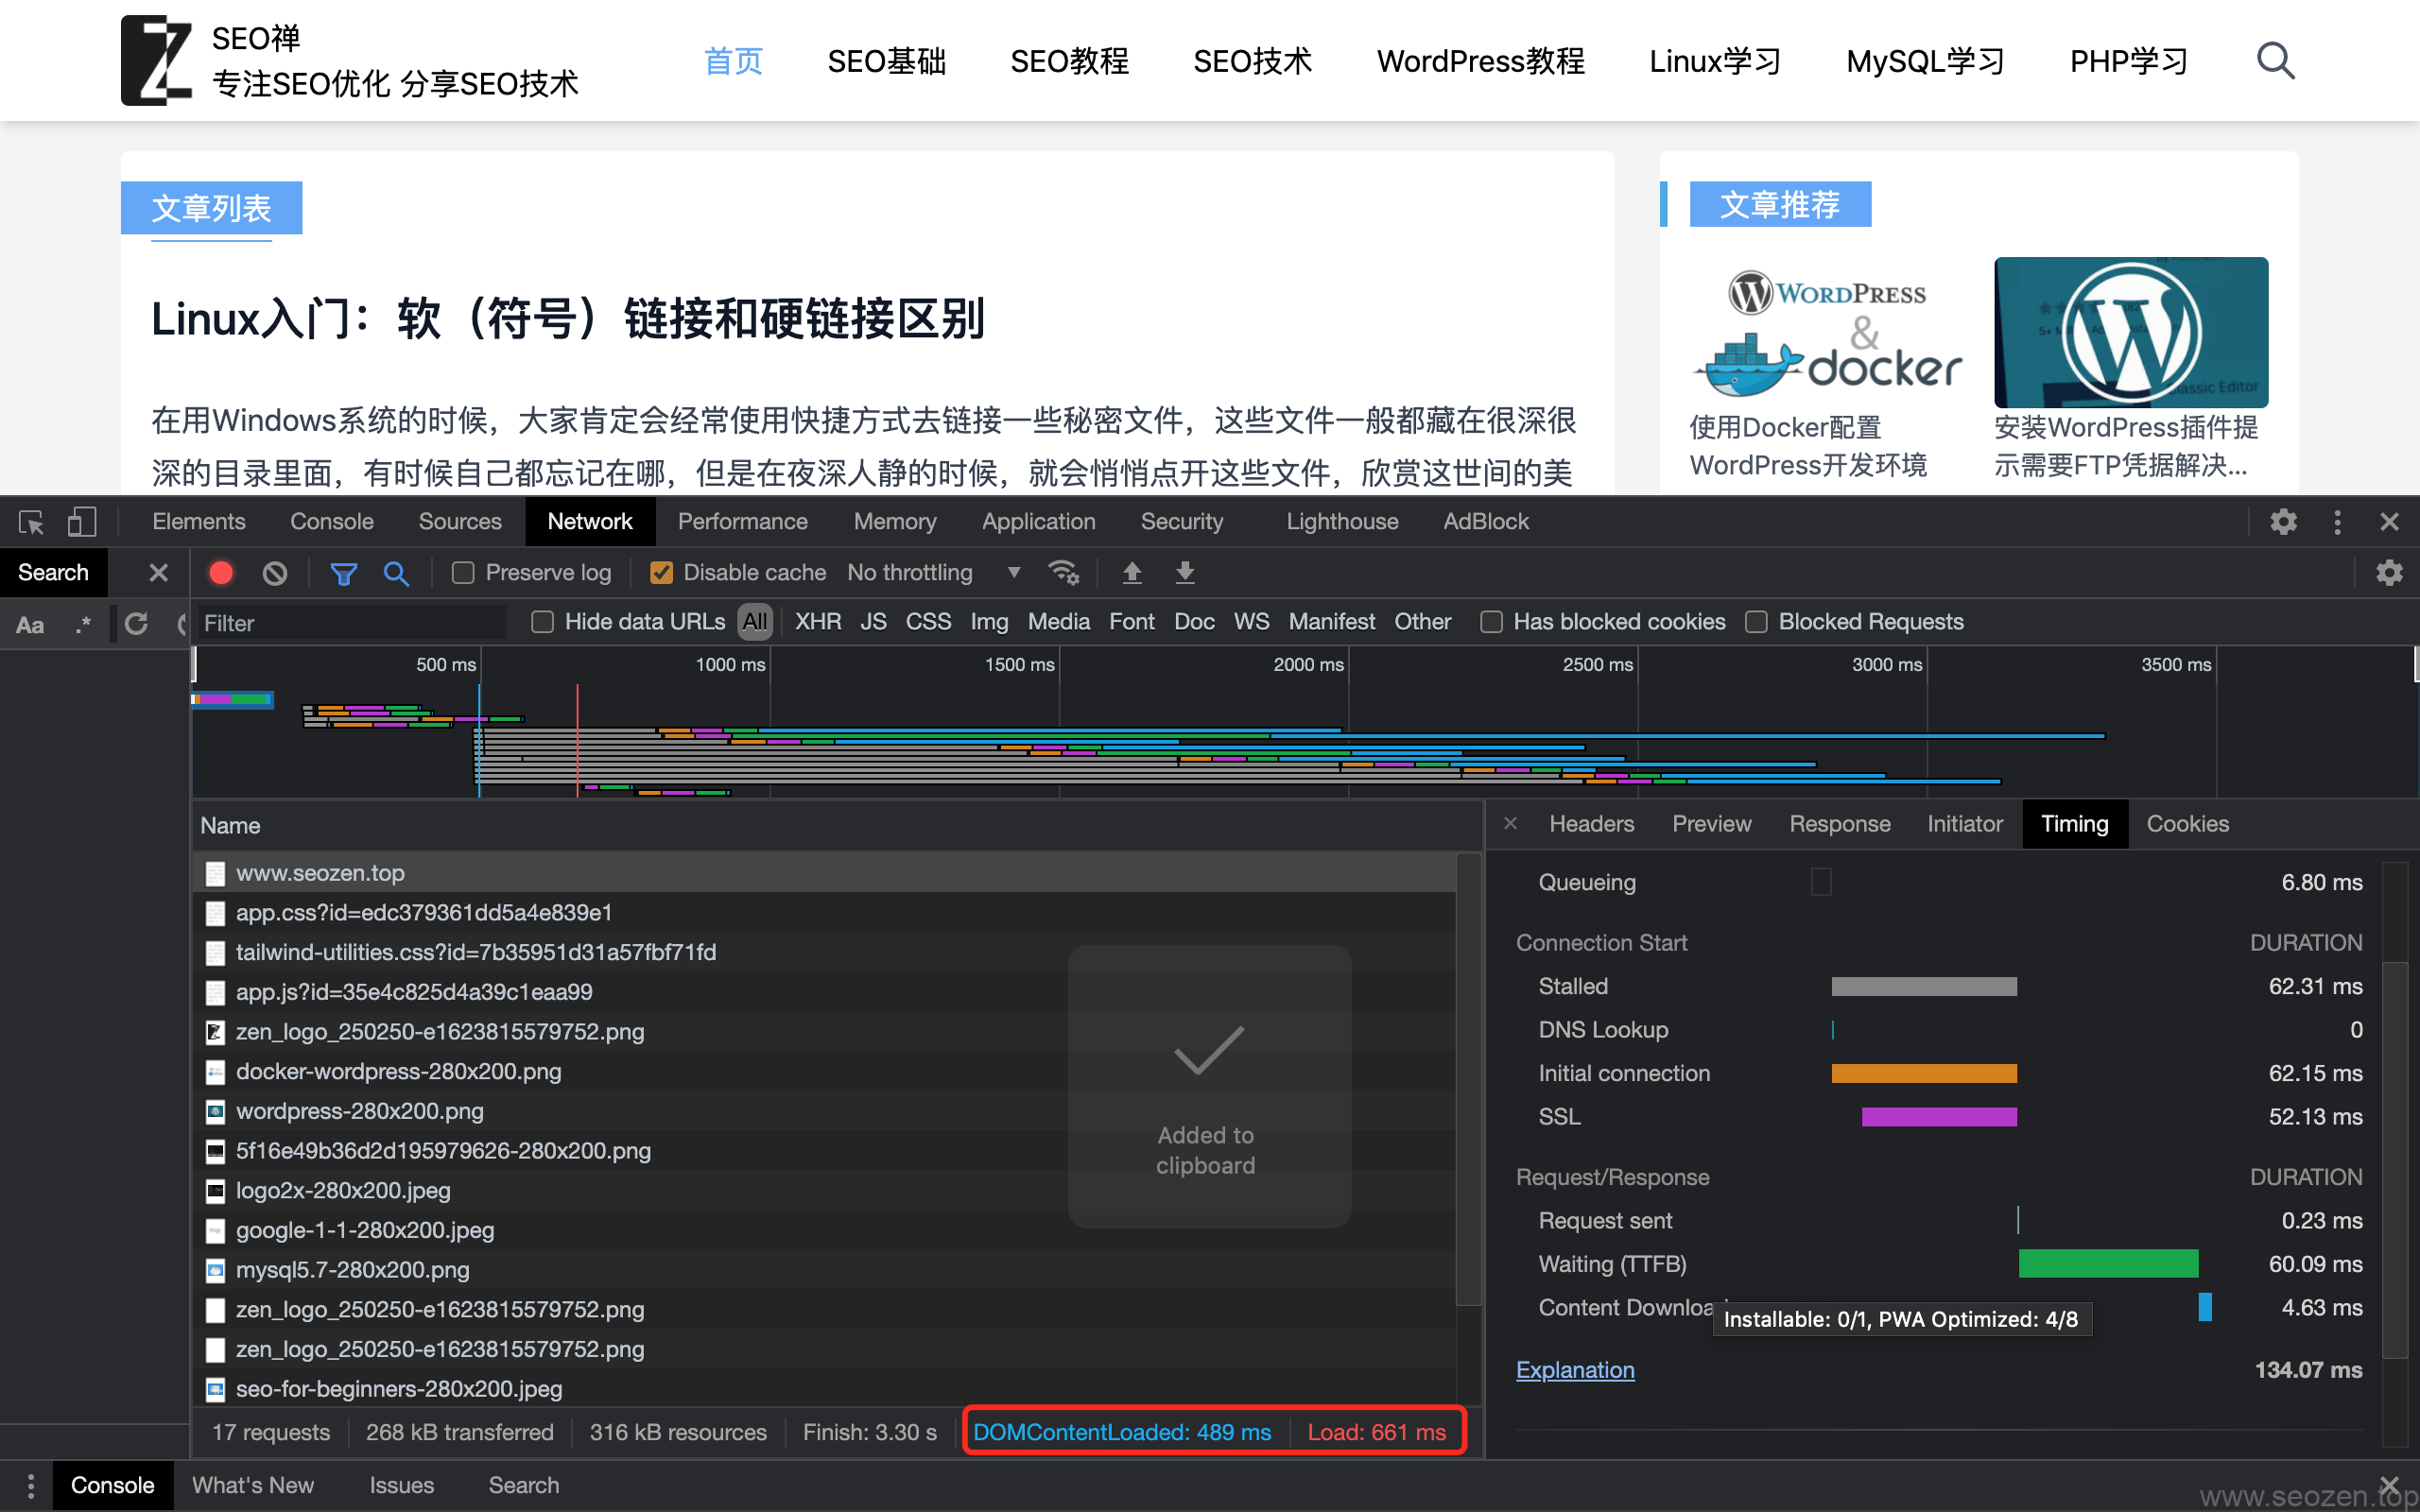 SEO禅
专注SEO优化 分享SEO技术
首页 SEO基础 SEO教程 SEO技术 WordPress教程 Linux学习 MySQL学习 PHP学习
文章列表
Linux入门：软（符号）链接和硬链接区别
在用Windows系统的时候，大家肯定会经常使用快捷方式去链接一些秘密文件，这些文件一般都藏在很深很
深的目录里面，有时候自己都忘记在哪，但是在夜深人静的时候，就会悄悄点开这些文件，欣赏这世间的美
文章推荐
WORDPRESS
&
docker
Classic Editor
使用Docker配置
WordPress开发环境
安装WordPress插件提
示需要FTP凭据解决...
Elements Console Sources Network Performance Memory Application Security Lighthouse AdBlock
Search
Preserve log Disable cache No throttling
Aa .*
Filter Hide data URLs All XHR JS CSS Img Media Font Doc WS Manifest Other Has blocked cookies Blocked Requests
500 ms 1000 ms 1500 ms 2000 ms 2500 ms 3000 ms 3500 ms
Name
www.seozen.top
app.css?id=edc379361dd5a4e839e1
tailwind-utilities.css?id=7b35951d31a57fbf71fd
app.js?id=35e4c825d4a39c1eaa99
zen_logo_250250-e1623815579752.png
docker-wordpress-280x200.png
wordpress-280x200.png
5f16e49b36d2d195979626-280x200.png
logo2x-280x200.jpeg
google-1-1-280x200.jpeg
mysql5.7-280x200.png
zen_logo_250250-e1623815579752.png
zen_logo_250250-e1623815579752.png
seo-for-beginners-280x200.jpeg
Added to
clipboard
17 requests 268 kB transferred 316 kB resources Finish: 3.30 s DOMContentLoaded: 489 ms Load: 661 ms
Headers Preview Response Initiator Timing Cookies
Queueing 6.80 ms
Connection Start DURATION
Stalled 62.31 ms
DNS Lookup 0
Initial connection 62.15 ms
SSL 52.13 ms
Request/Response DURATION
Request sent 0.23 ms
Waiting (TTFB) 60.09 ms
Content Downloa 4.63 ms
Installable: 0/1, PWA Optimized: 4/8
Explanation 134.07 ms
Console What's New Issues Search
www.seozen.top